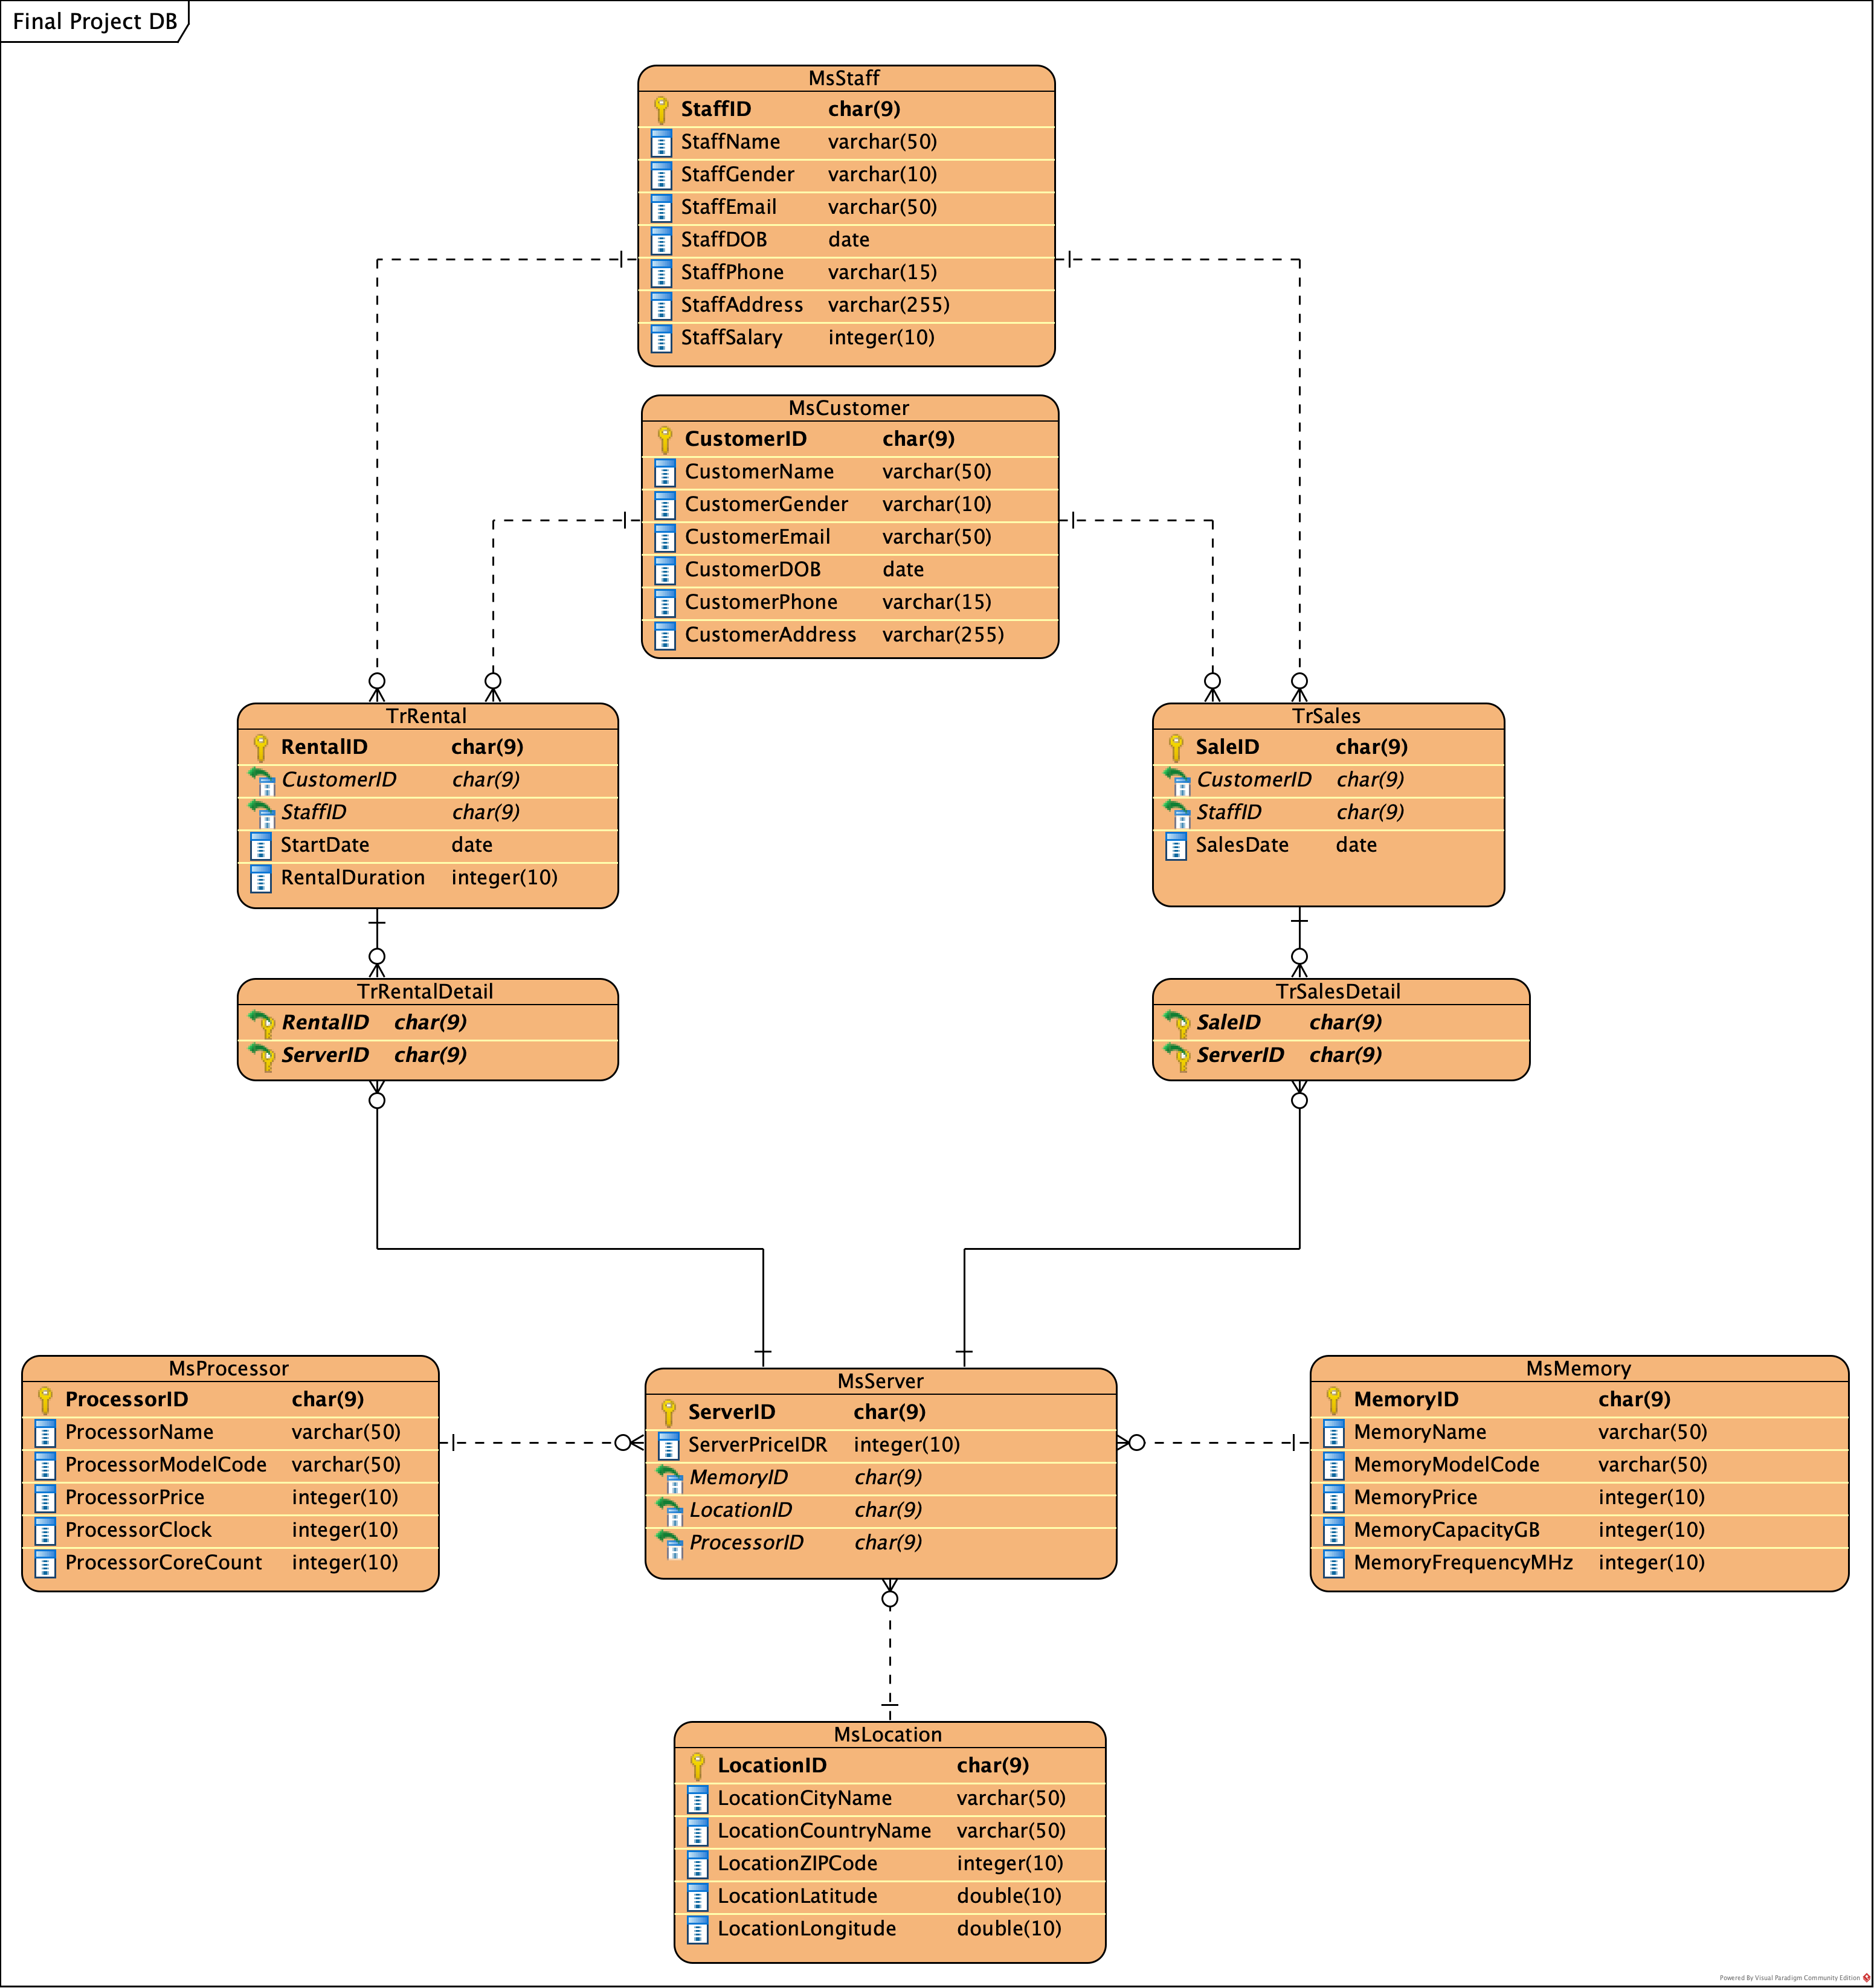 Final Project DB
MsStaff
StaffID char(9)
StaffName varchar(50)
StaffGender varchar(10)
StaffEmail varchar(50)
StaffDOB date
StaffPhone varchar(15)
StaffAddress varchar(255)
StaffSalary integer(10)
MsCustomer
CustomerID char(9)
CustomerName varchar(50)
CustomerGender varchar(10)
CustomerEmail varchar(50)
CustomerDOB date
CustomerPhone varchar(15)
CustomerAddress varchar(255)
TrRental
RentalID char(9)
CustomerID char(9)
StaffID char(9)
StartDate date
RentalDuration integer(10)
TrSales
SaleID char(9)
CustomerID char(9)
StaffID char(9)
SalesDate date
TrRentalDetail
RentalID char(9)
ServerID char(9)
TrSalesDetail
SaleID char(9)
ServerID char(9)
MsProcessor
ProcessorID char(9)
ProcessorName varchar(50)
ProcessorModelCode varchar(50)
ProcessorPrice integer(10)
ProcessorClock integer(10)
ProcessorCoreCount integer(10)
MsServer
ServerID char(9)
ServerPriceIDR integer(10)
MemoryID char(9)
LocationID char(9)
ProcessorID char(9)
MsMemory
MemoryID char(9)
MemoryName varchar(50)
MemoryModelCode varchar(50)
MemoryPrice integer(10)
MemoryCapacityGB integer(10)
MemoryFrequencyMHz integer(10)
MsLocation
LocationID char(9)
LocationCityName varchar(50)
LocationCountryName varchar(50)
LocationZIPCode integer(10)
LocationLatitude double(10)
LocationLongitude double(10)
Powered By Visual Paradigm Community Edition